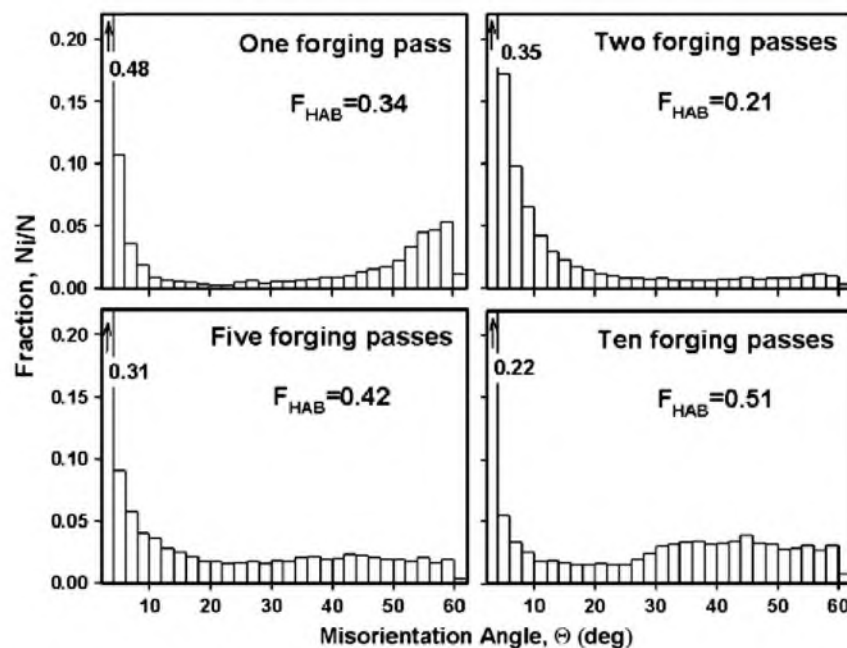 0.20
0.15
0.10
0.05
0.00
0.48
One forging pass
F_HAB=0.34
0.35
Two forging passes
F_HAB=0.21
0.20
0.15
0.10
0.05
0.00
0.31
Five forging passes
F_HAB=0.42
0.22
Ten forging passes
F_HAB=0.51
Fraction, Ni/N
10 20 30 40 50 60 10 20 30 40 50 60
Misorientation Angle, Θ (deg)